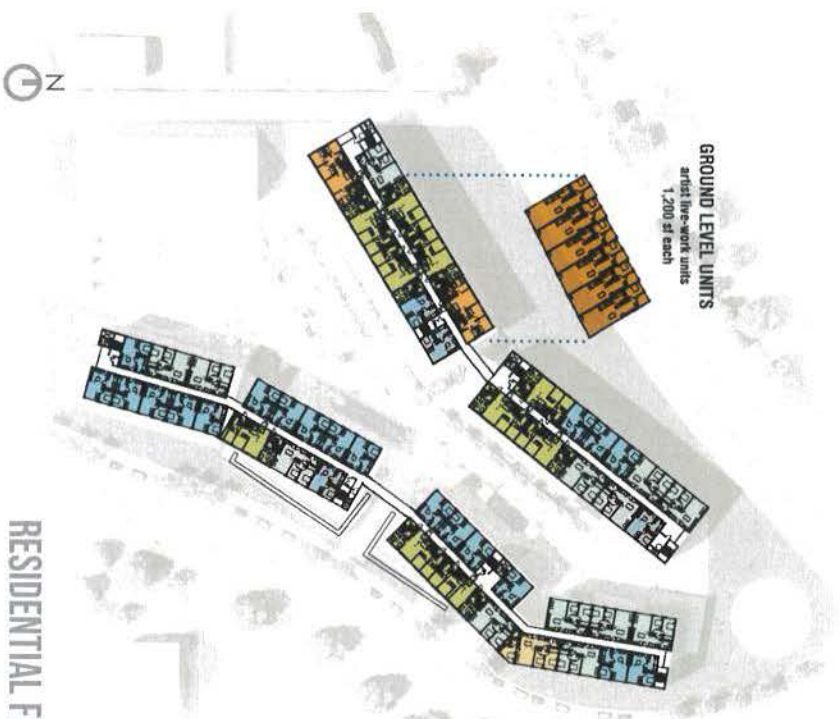 N
GROUND LEVEL UNITS
artist live-work units
1,200 sf each
RESIDENTIAL F